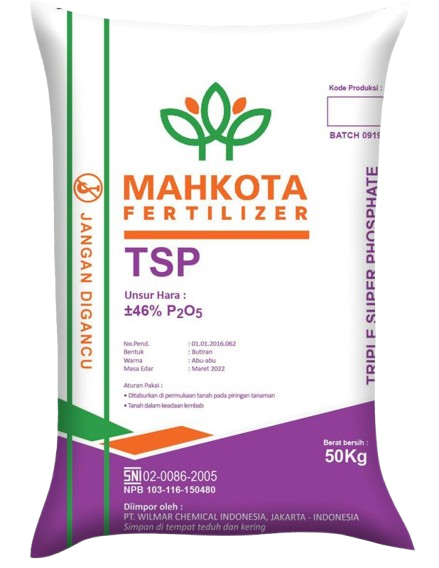 Kode Produksi :
BATCH 0919
MAHKOTA
FERTILIZER
TSP
Unsur Hara :
±46% P2O5
No.Pend. : 01.01.2016.062
Bentuk : Butiran
Warna : Abu-abu
Masa Edar : Maret 2022
Aturan Pakai :
• Ditaburkan di permukaan tanah pada piringan tanaman
• Tanah dalam keadaan lembab
JANGAN DIGANCU
TRIPLE SUPER PHOSPHATE
Berat bersih :
50Kg
SNI 02-0086-2005
NPB 103-116-150480
Diimpor oleh :
PT. WILMAR CHEMICAL INDONESIA, JAKARTA - INDONESIA
Simpan di tempat teduh dan kering